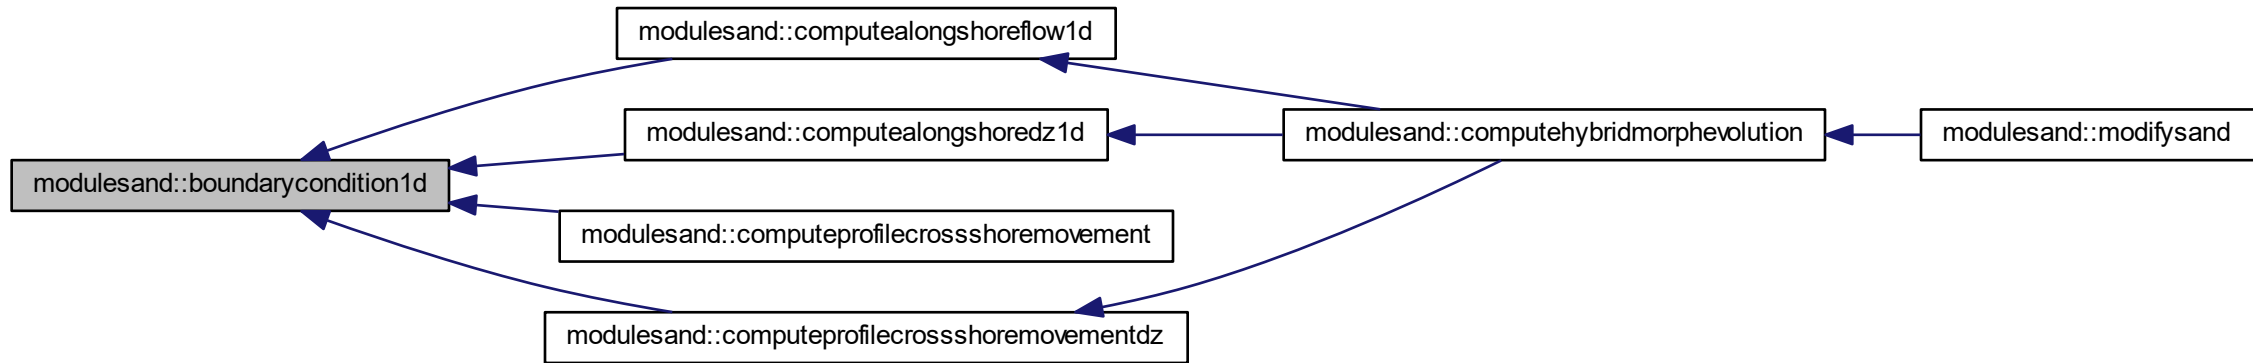 modulesand::computealongshoreflow1d
modulesand::computealongshoredz1d
modulesand::computehybridmorphevolution
modulesand::modifysand
modulesand::boundarycondition1d
modulesand::computeprofilecrossshoremovement
modulesand::computeprofilecrossshoremovementdz